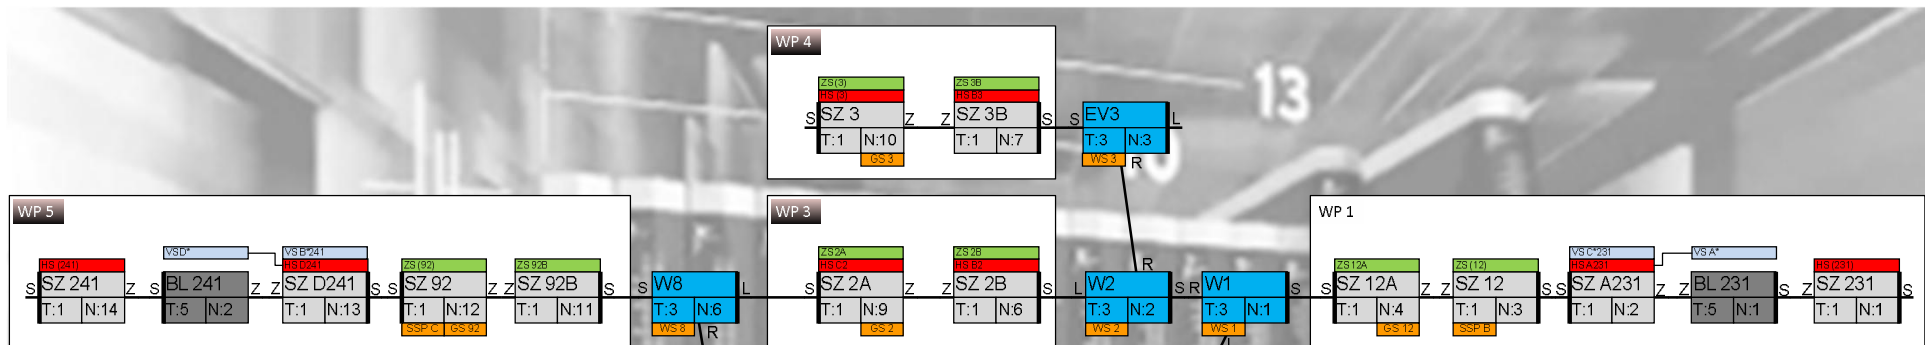 WP 4
ZS (3)
ZS 3B
HS (3)
HS B3
13
S SZ 3 Z Z SZ 3B S S EV3 L
T:1 N:10 T:1 N:7 T:3 N:3
GS 3 WS 3 R
WP 5 WP 3 WP 1
VSD* VS B*241 ZS2A ZS 2B VS C*231 VS A*
HS (241) HS D241 ZS (92) ZS 92B HS C2 HS B2 R ZS 12A ZS (12) HS A231 HS (231)
S SZ 241 Z BL 241 Z Z SZ D241 S S SZ 92 Z Z SZ 92B S S W8 L S SZ 2A Z Z SZ 2B S L W2 S R W1 S S SZ 12A Z Z SZ 12 S S SZ A231 Z Z BL 231 S Z SZ 231 S
T:1 N:14 T:5 N:2 T:1 N:13 T:1 N:12 T:1 N:11 T:3 N:6 T:1 N:9 T:1 N:6 T:3 N:2 T:3 N:1 T:1 N:4 T:1 N:3 T:1 N:2 T:5 N:1 T:1 N:1
SSP C GS 92 WS 8 R GS 2 WS 2 WS 1 GS 12 SSP B